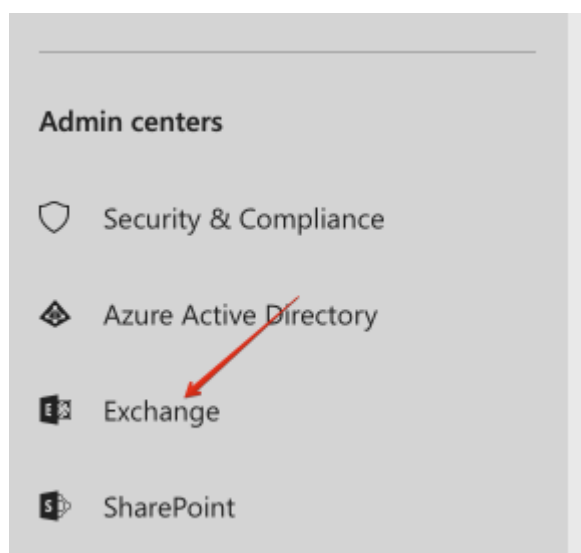 Admin centers
Security & Compliance
Azure Active Directory
Exchange
SharePoint